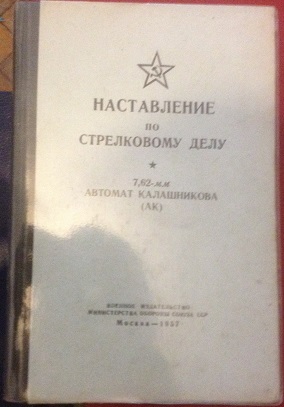 НАСТАВЛЕНИЕ
ПО
СТРЕЛКОВОМУ ДЕЛУ
7,62-мм
АВТОМАТ КАЛАШНИКОВА
(АК)
ВОЕННОЕ ИЗДАТЕЛЬСТВО
МИНИСТЕРСТВА ОБОРОНЫ СОЮЗА ССР
Москва — 1957